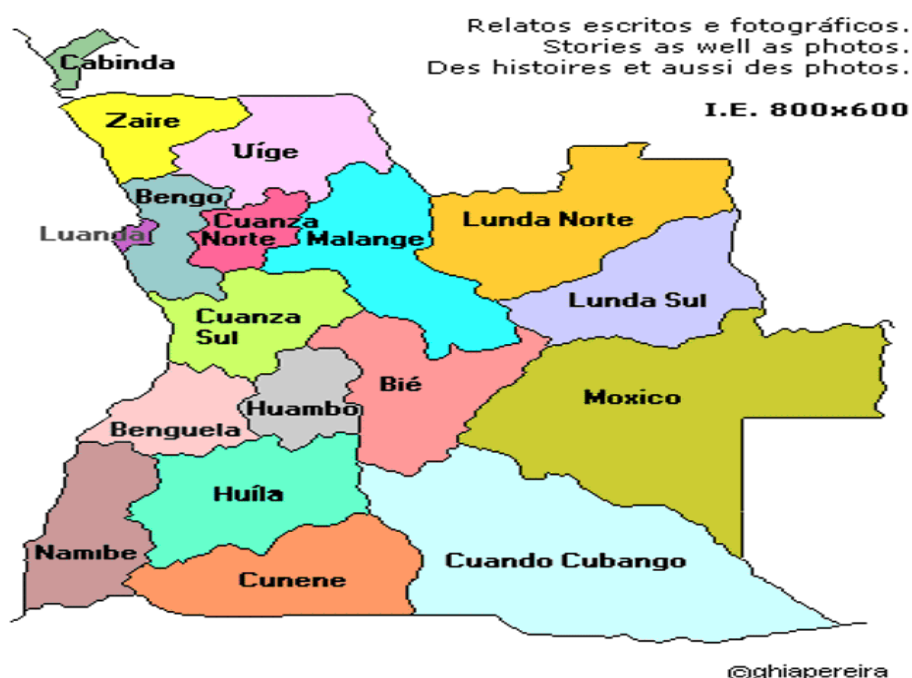 Relatos escritos e fotográficos.
Stories as well as photos.
Des histoires et aussi des photos.
I.E. 800x600
Cabinda
Zaire
Uíge
Bengo
Luanda
Cuanza
Norte
Malange
Lunda Norte
Lunda Sul
Cuanza
Sul
Bié
Huambo
Moxico
Benguela
Huíla
Namibe
Cunene
Cuando Cubango
@ghiapereira